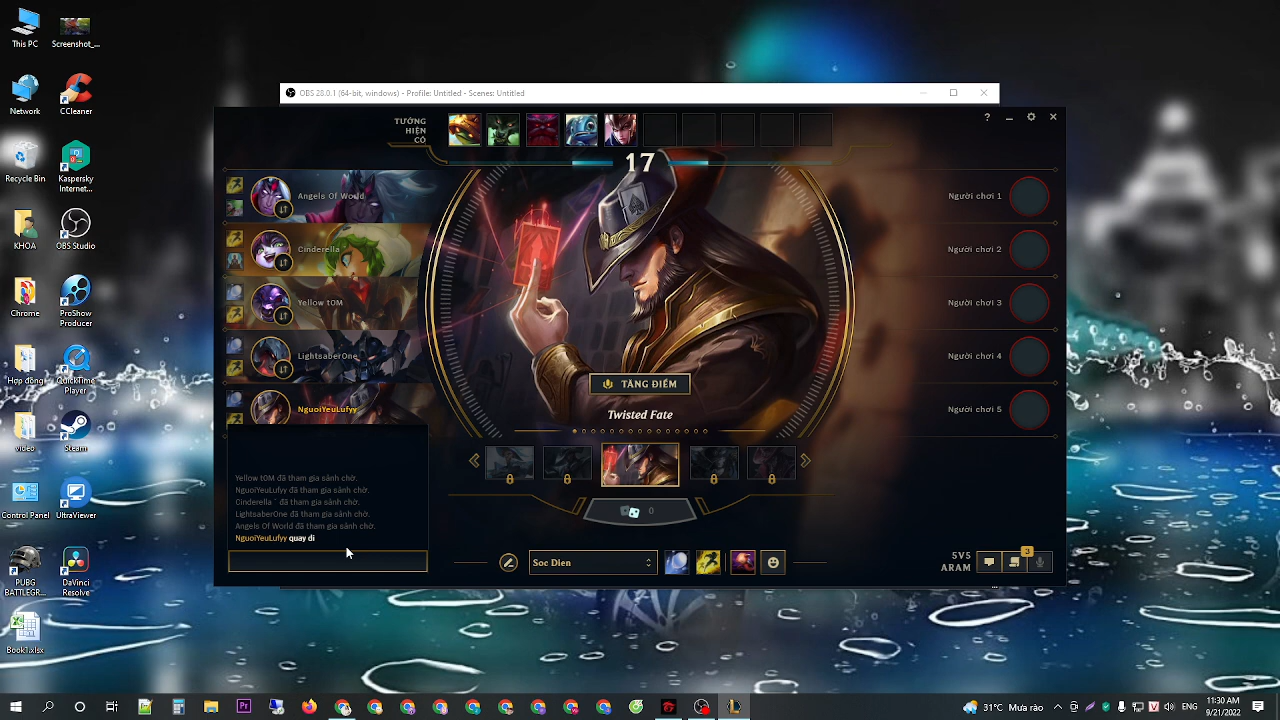 This PC
Screenshot...
Network
CCleaner
Recycle Bin
Kaspersky
Internet...
KHOA
OBS Studio
Chrome
ProShow
Producer
Hợp đồng
QuickTime
Player
video
Steam
Control Panel
UltraViewer
PUBG
BATTLEGR...
DaVinci
Resolve
Book1.xlsx
OBS 28.0.1 (64-bit, windows) - Profile: Untitled - Scenes: Untitled
TƯỚNG
HIỆN
CÓ
17
Angels Of World
Cinderella
Yellow tOM
LightsaberOne
NguoiYeuLufyy
Người chơi 1
Người chơi 2
Người chơi 3
Người chơi 4
Người chơi 5
TĂNG ĐIỂM
Twisted Fate
0
Yellow tOM đã tham gia sảnh chờ.
NguoiYeuLufyy đã tham gia sảnh chờ.
Cinderella ˜ đã tham gia sảnh chờ.
LightsaberOne đã tham gia sảnh chờ.
Angels Of World đã tham gia sảnh chờ.
NguoiYeuLufyy quay di
Soc Dien
5V5
ARAM
3
31°C Mưa rào
11:30 AM
9/21/2022